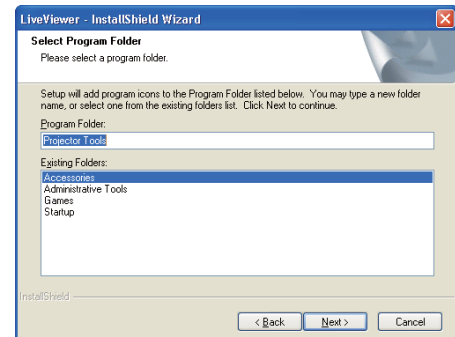 LiveViewer - InstallShield Wizard
Select Program Folder
Please select a program folder.
Setup will add program icons to the Program Folder listed below. You may type a new folder
name, or select one from the existing folders list. Click Next to continue.
Program Folder:
Projector Tools
Existing Folders:
Accessories
Administrative Tools
Games
Startup
InstallShield
< Back
Next >
Cancel